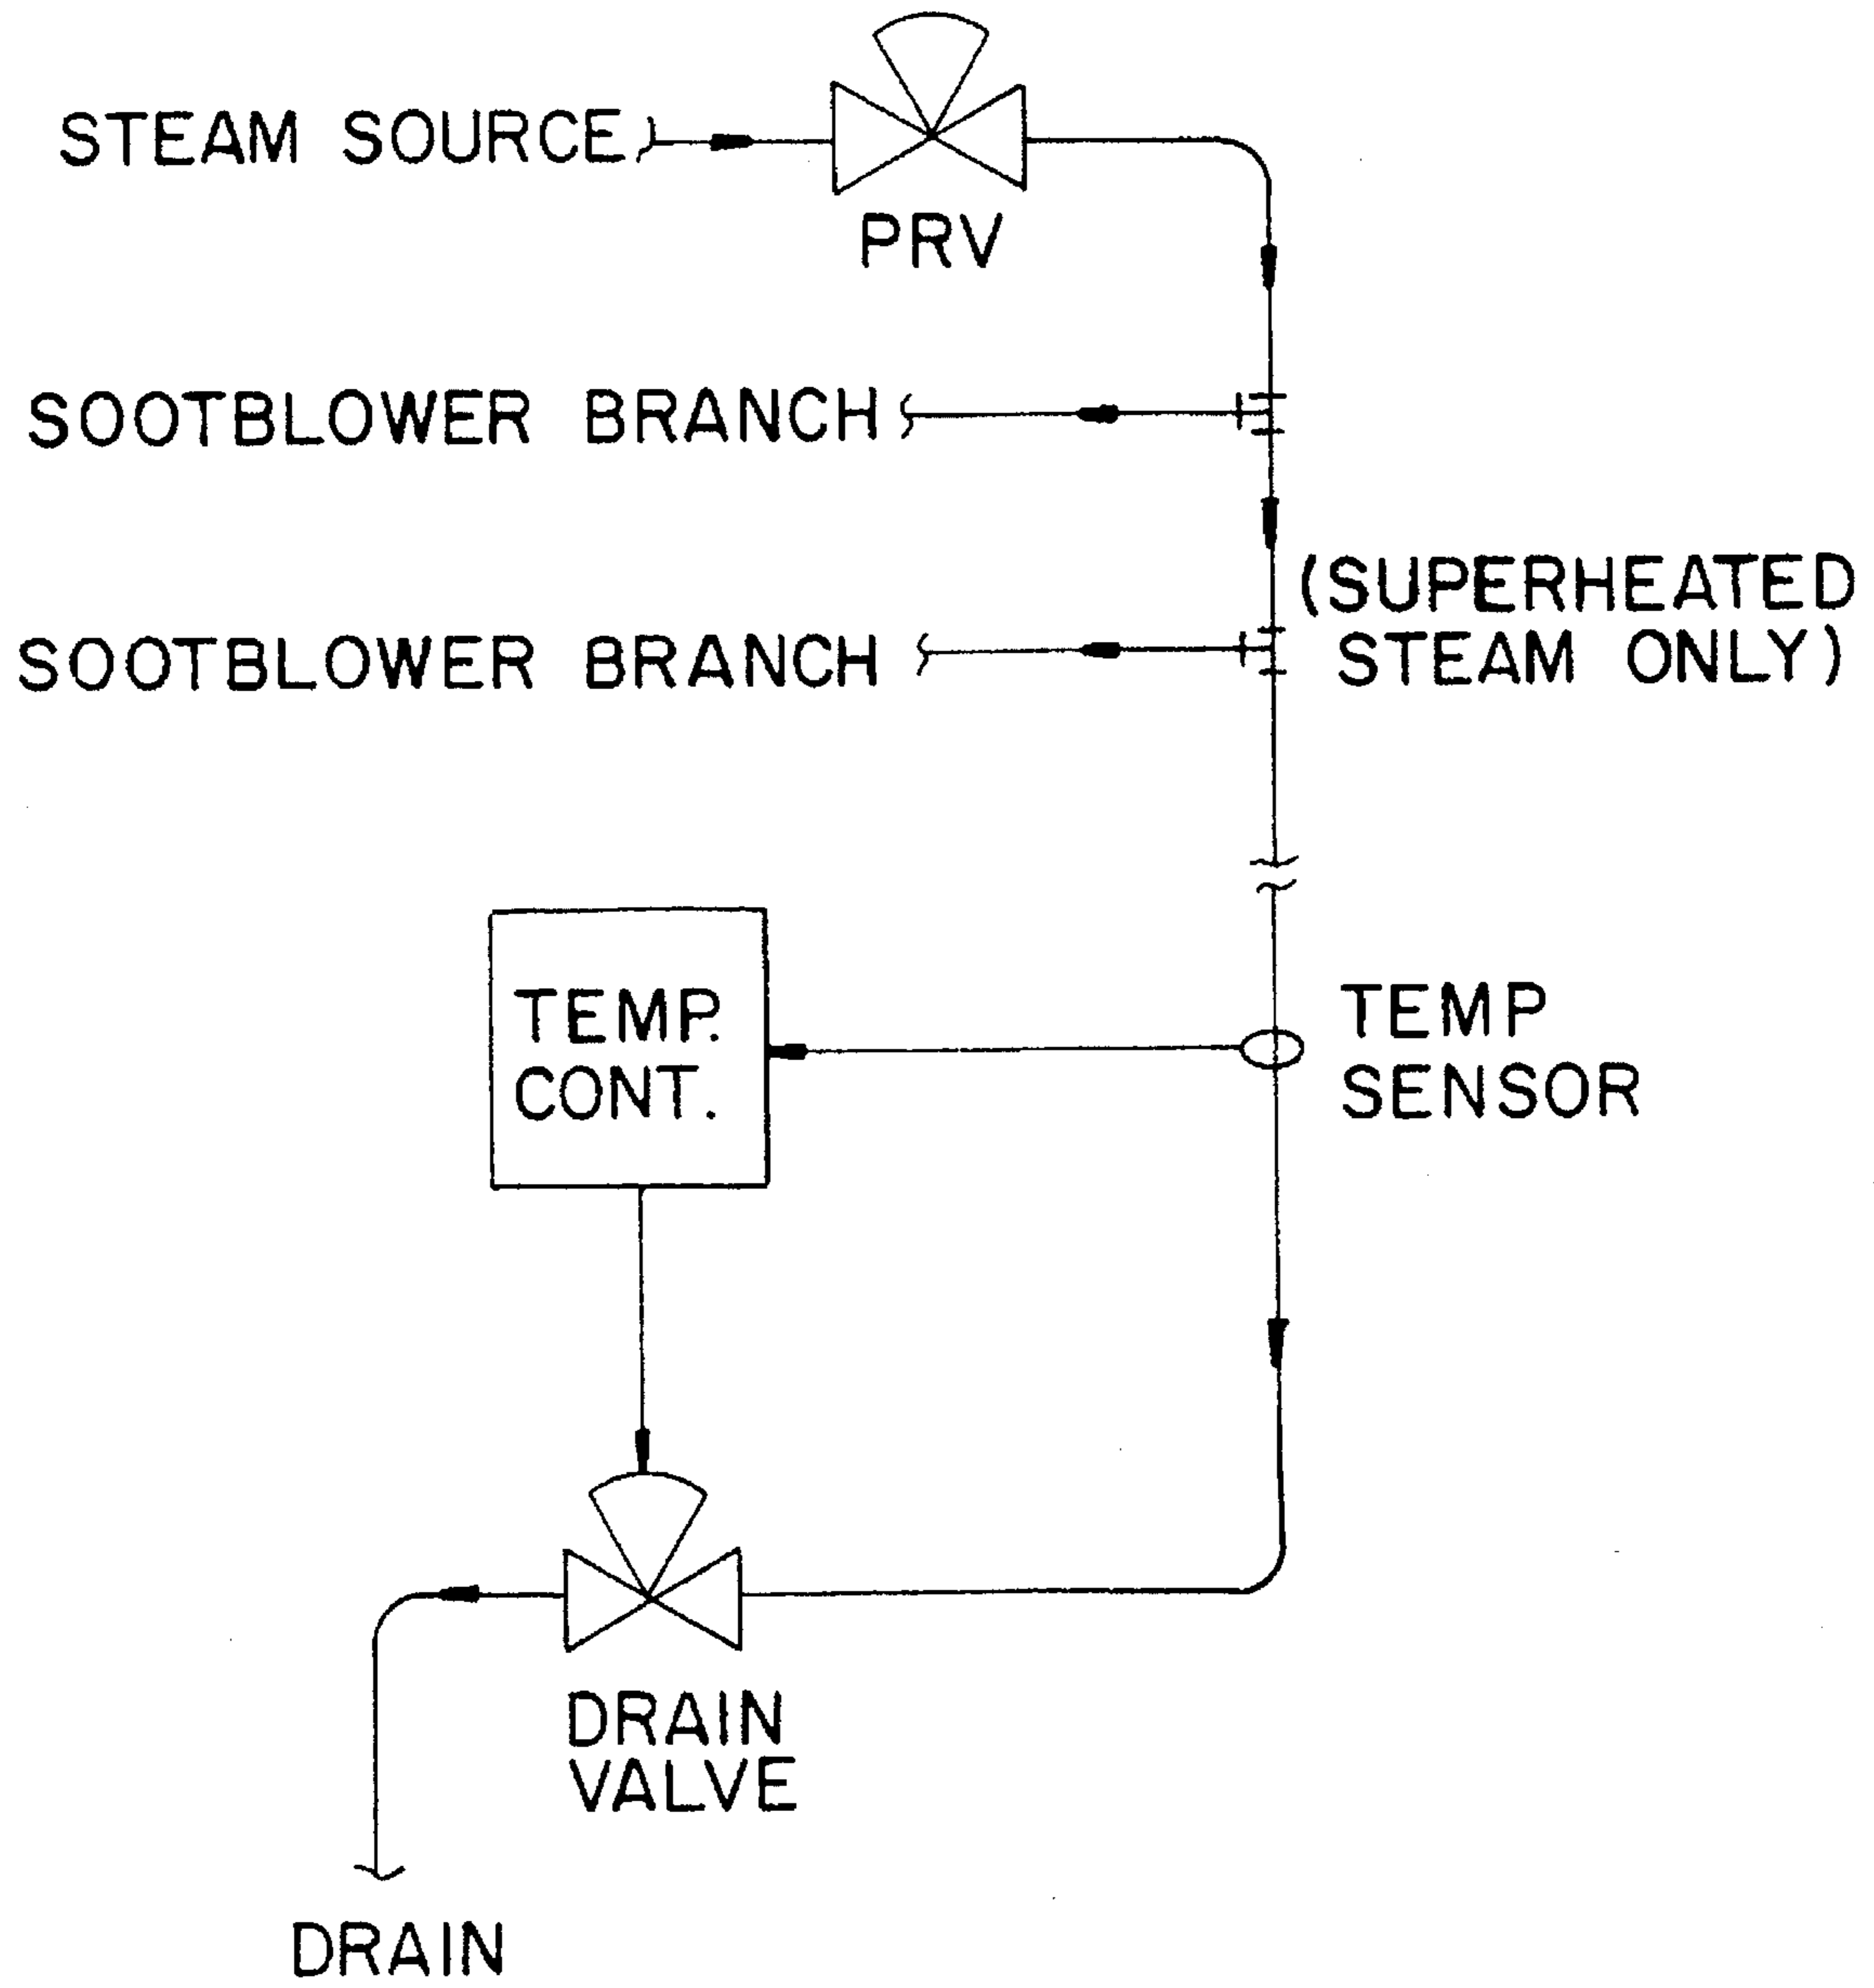 STEAM SOURCE
PRV
SOOTBLOWER BRANCH
(SUPERHEATED
STEAM ONLY)
SOOTBLOWER BRANCH
TEMP.
CONT.
TEMP
SENSOR
DRAIN
VALVE
DRAIN